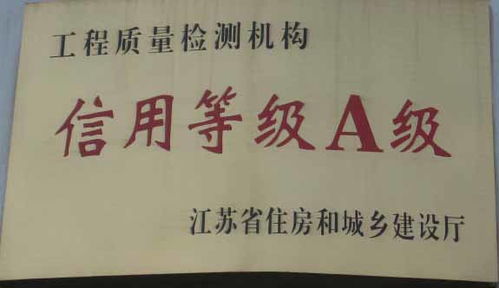 工程质量检测机构
信用等级A级
江苏省住房和城乡建设厅